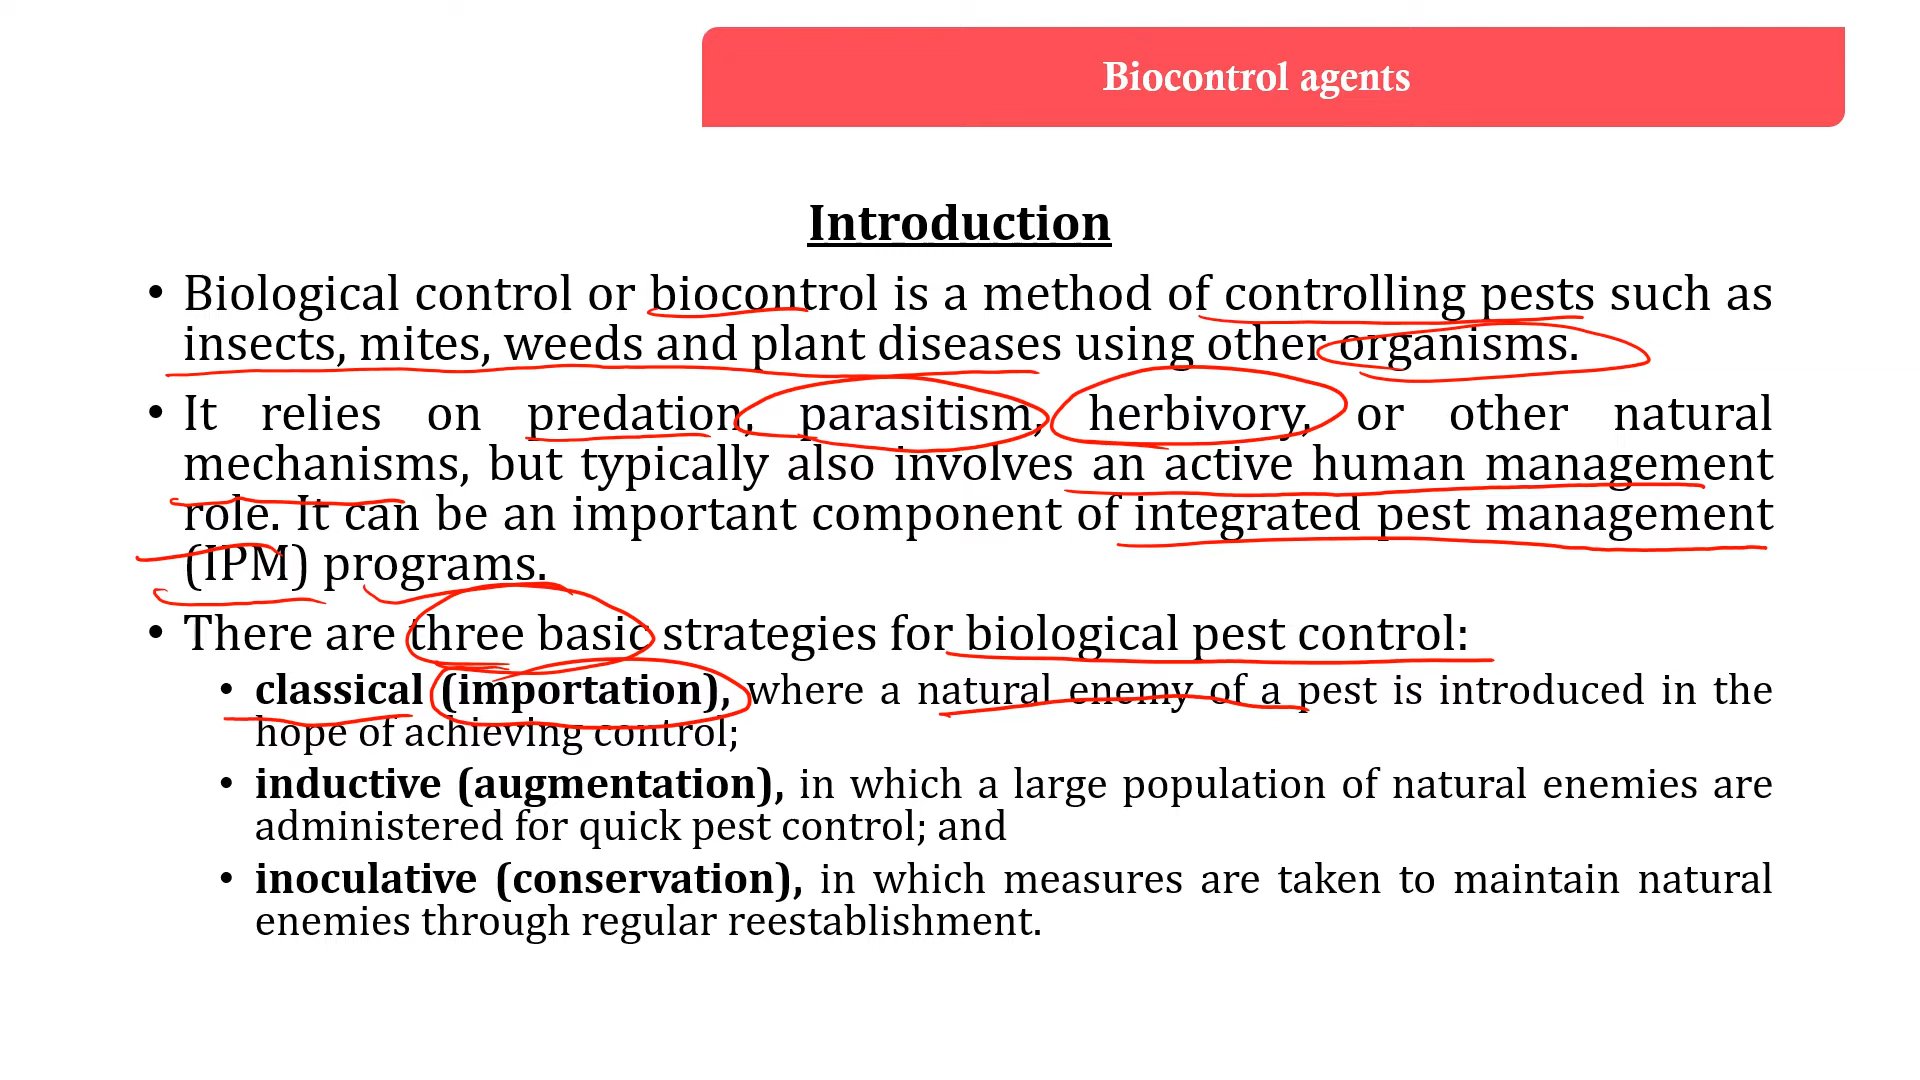 Biocontrol agents
Introduction
• Biological control or biocontrol is a method of controlling pests such as
insects, mites, weeds and plant diseases using other organisms.
• It relies on predation, parasitism, herbivory, or other natural
mechanisms, but typically also involves an active human management
role. It can be an important component of integrated pest management
(IPM) programs.
• There are three basic strategies for biological pest control:
• classical (importation), where a natural enemy of a pest is introduced in the
hope of achieving control;
• inductive (augmentation), in which a large population of natural enemies are
administered for quick pest control; and
• inoculative (conservation), in which measures are taken to maintain natural
enemies through regular reestablishment.